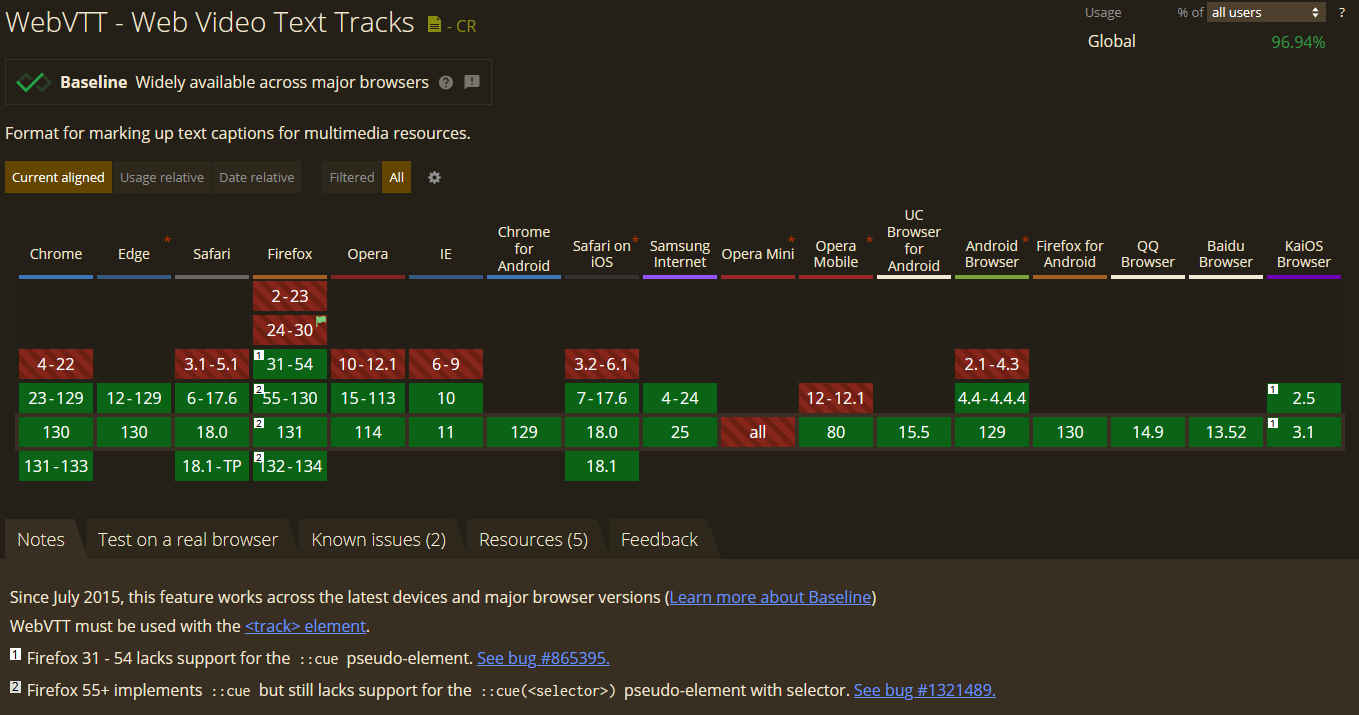 WebVTT - Web Video Text Tracks - CR
Usage % of all users ?
Global 96.94%
Baseline Widely available across major browsers ?
Format for marking up text captions for multimedia resources.
Current aligned Usage relative Date relative Filtered All
Chrome Edge * Safari Firefox Opera IE Chrome for Android Safari on iOS * Samsung Internet Opera Mini * Opera Mobile * UC Browser for Android Android Browser * Firefox for Android QQ Browser Baidu Browser KaiOS Browser
2-23
24-30
4-22 3.1-5.1 1 31-54 10-12.1 6-9 3.2-6.1 2.1-4.3
23-129 12-129 6-17.6 2 55-130 15-113 10 7-17.6 4-24 12-12.1 4.4-4.4.4 1 2.5
130 130 18.0 2 131 114 11 129 18.0 25 all 80 15.5 129 130 14.9 13.52 1 3.1
131-133 18.1-TP 2 132-134 18.1
Notes Test on a real browser Known issues (2) Resources (5) Feedback
Since July 2015, this feature works across the latest devices and major browser versions (Learn more about Baseline)
WebVTT must be used with the <track> element.
1 Firefox 31 - 54 lacks support for the ::cue pseudo-element. See bug #865395.
2 Firefox 55+ implements ::cue but still lacks support for the ::cue(<selector>) pseudo-element with selector. See bug #1321489.